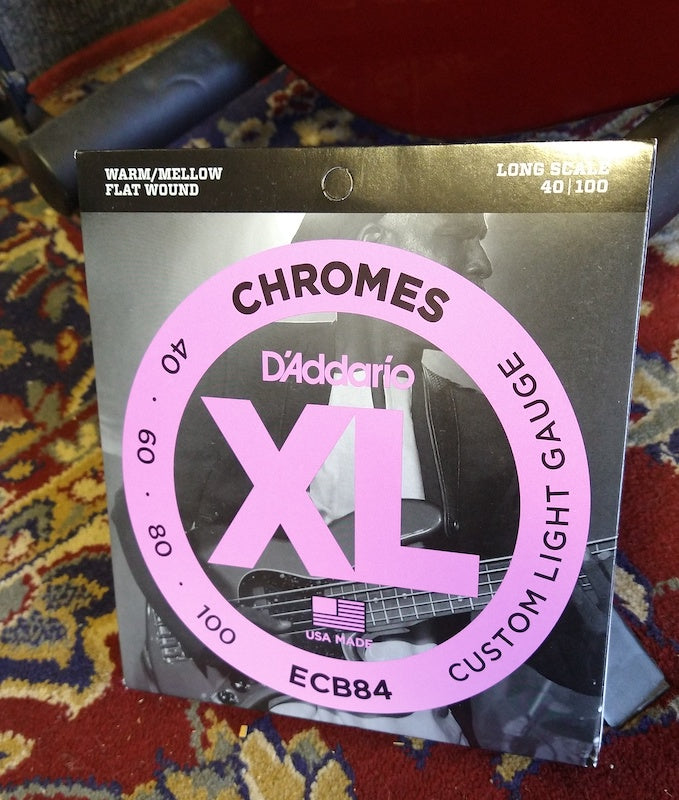 WARM/MELLOW
FLAT WOUND
LONG SCALE
40|100
CHROMES
D'Addario
XL
40 · 60 · 80 · 100
CUSTOM LIGHT GAUGE
USA MADE
ECB84